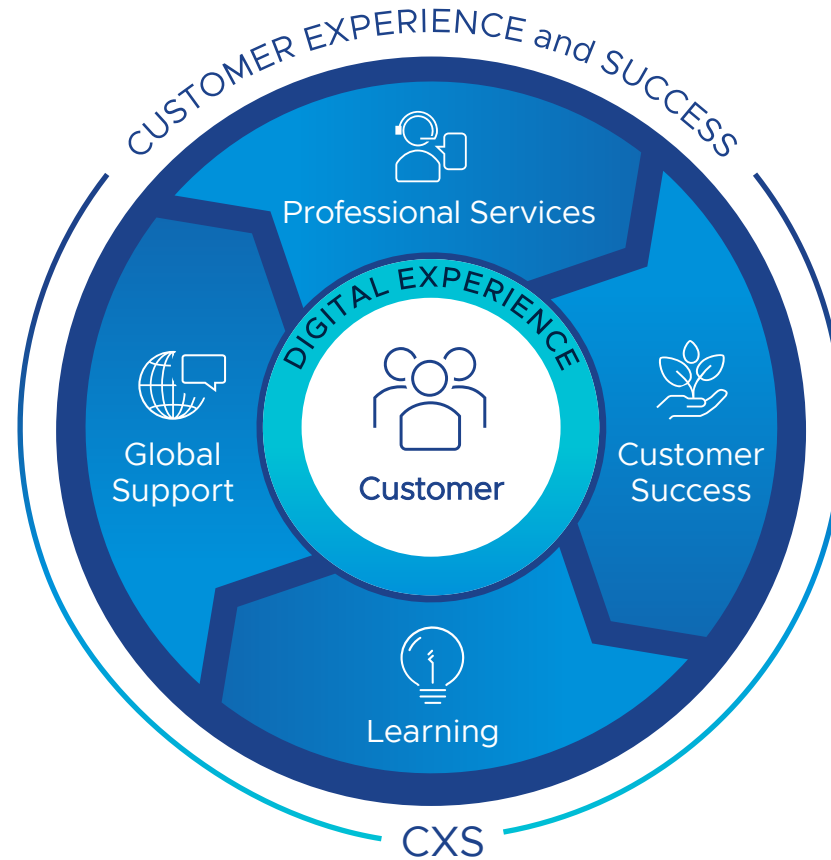 CUSTOMER EXPERIENCE and SUCCESS
Professional Services
DIGITAL EXPERIENCE
Global
Support
Customer
Customer
Success
Learning
CXS